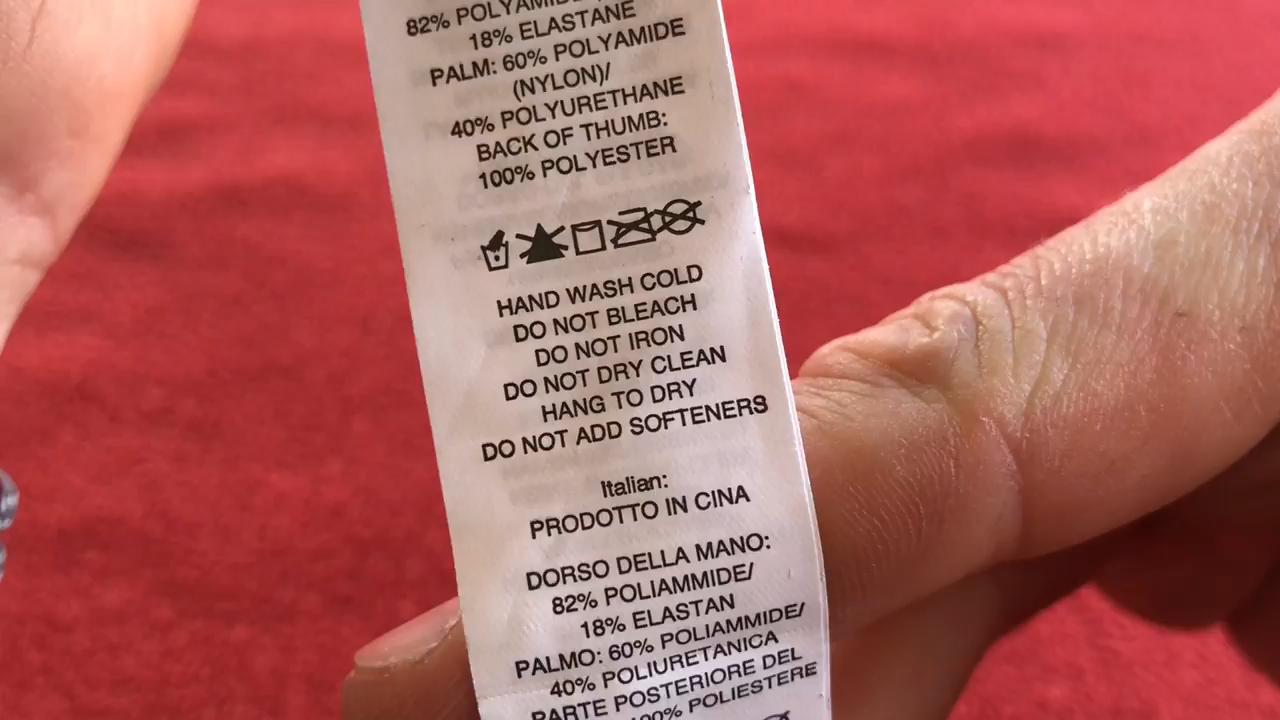 82% POLYAMIDE
18% ELASTANE
PALM: 60% POLYAMIDE
(NYLON)/
40% POLYURETHANE
BACK OF THUMB:
100% POLYESTER
HAND WASH COLD
DO NOT BLEACH
DO NOT IRON
DO NOT DRY CLEAN
HANG TO DRY
DO NOT ADD SOFTENERS
Italian:
PRODOTTO IN CINA
DORSO DELLA MANO:
82% POLIAMMIDE/
18% ELASTAN
PALMO: 60% POLIAMMIDE/
40% POLIURETANICA
PARTE POSTERIORE DEL
100% POLIESTERE